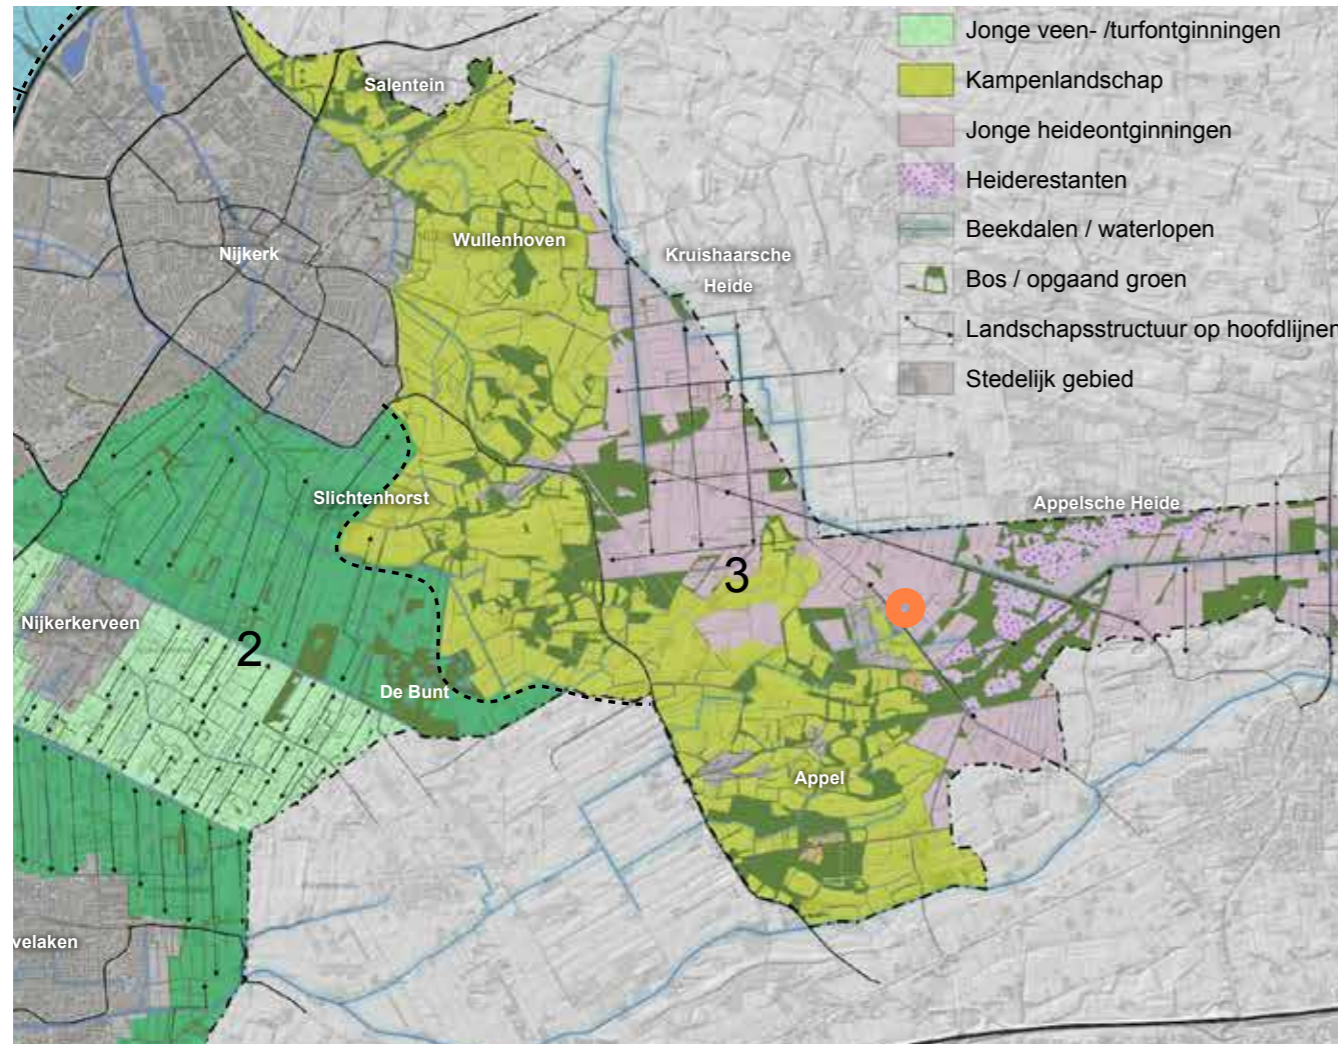 Jonge veen- /turfontginningen
Kampenlandschap
Jonge heideontginningen
Heiderestanten
Beekdalen / waterlopen
Bos / opgaand groen
Landschapsstructuur op hoofdlijnen
Stedelijk gebied
Salentein
Nijkerk
Wullenhoven
Kruishaarsche
Heide
Slichtenhorst
Appelsche Heide
3
Nijkerkerveen
2
De Bunt
Appel
velaken